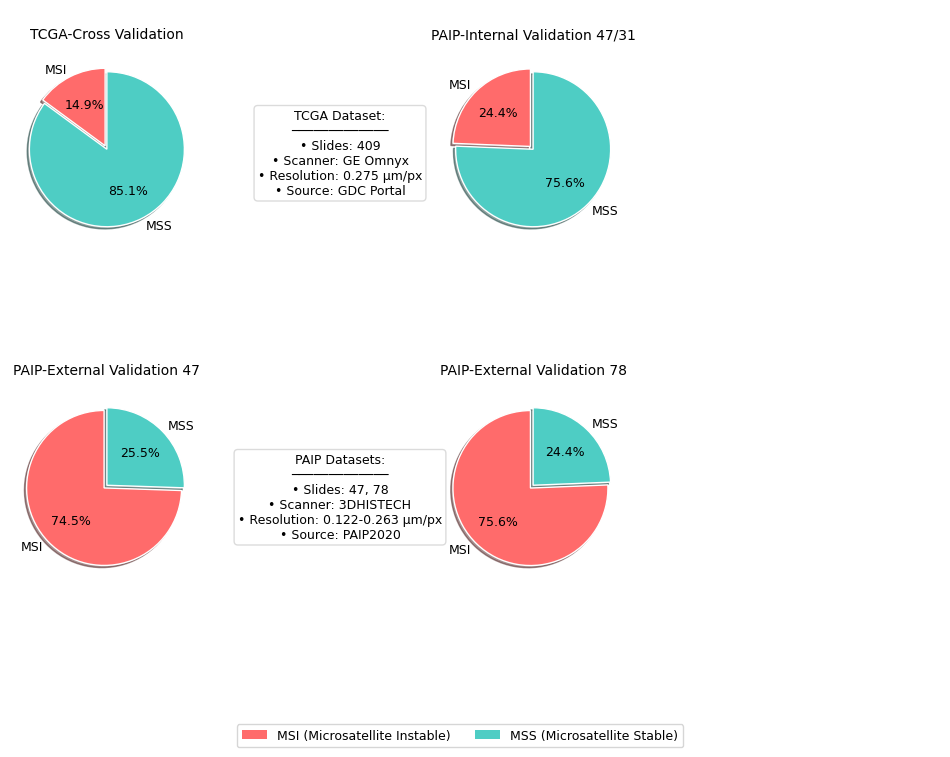 TCGA-Cross Validation
MSI
14.9%
85.1%
MSS
TCGA Dataset:
• Slides: 409
• Scanner: GE Omnyx
• Resolution: 0.275 μm/px
• Source: GDC Portal
PAIP-Internal Validation 47/31
MSI
24.4%
75.6%
MSS
PAIP-External Validation 47
MSS
25.5%
74.5%
MSI
PAIP Datasets:
• Slides: 47, 78
• Scanner: 3DHISTECH
• Resolution: 0.122-0.263 μm/px
• Source: PAIP2020
PAIP-External Validation 78
MSS
24.4%
75.6%
MSI
MSI (Microsatellite Instable)
MSS (Microsatellite Stable)